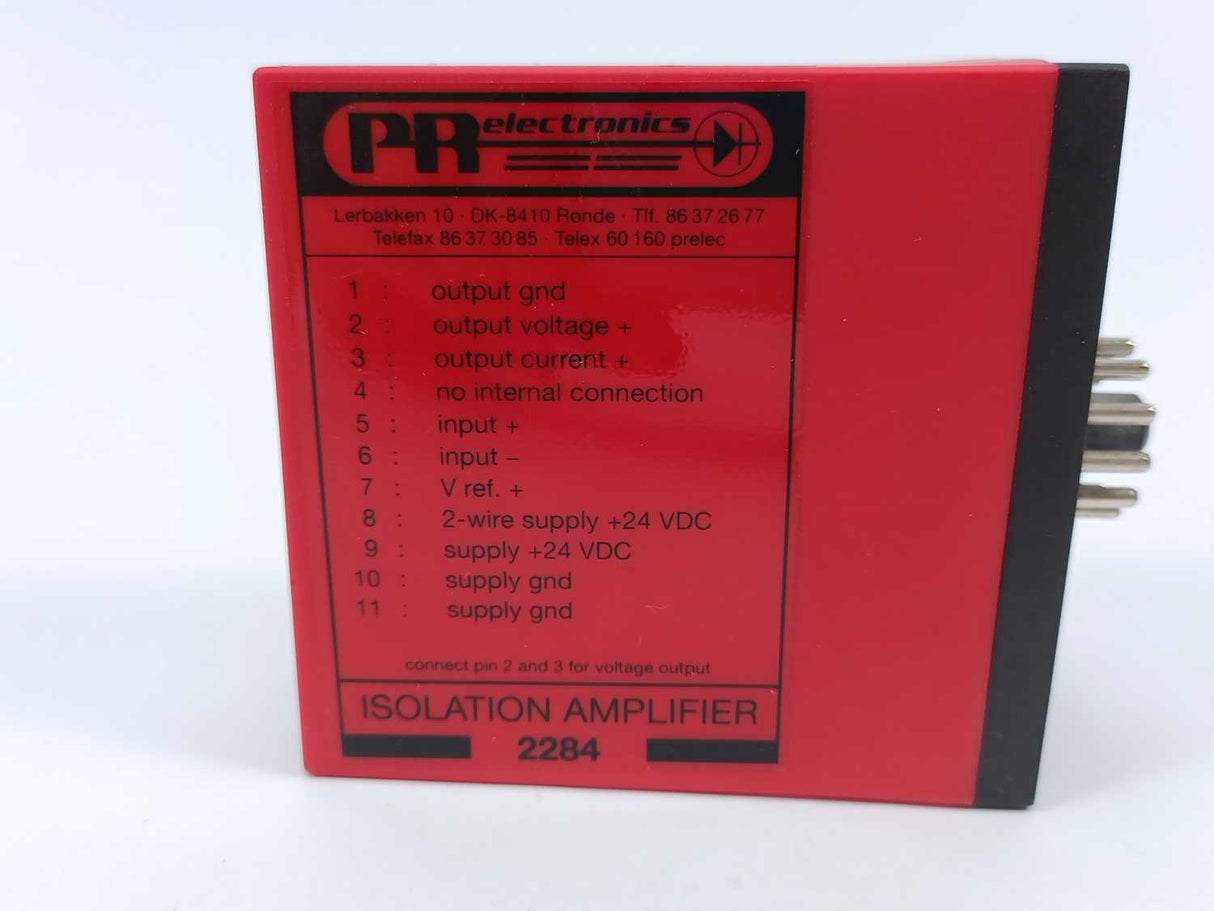 PR electronics
Lerbakken 10 · DK-8410 Rønde · Tlf. 86 37 26 77
Telefax 86 37 30 85 · Telex 60 160 prelec
1 : output gnd
2 : output voltage +
3 : output current +
4 : no internal connection
5 : input +
6 : input –
7 : V ref. +
8 : 2-wire supply +24 VDC
9 : supply +24 VDC
10 : supply gnd
11 : supply gnd
connect pin 2 and 3 for voltage output
ISOLATION AMPLIFIER
2284